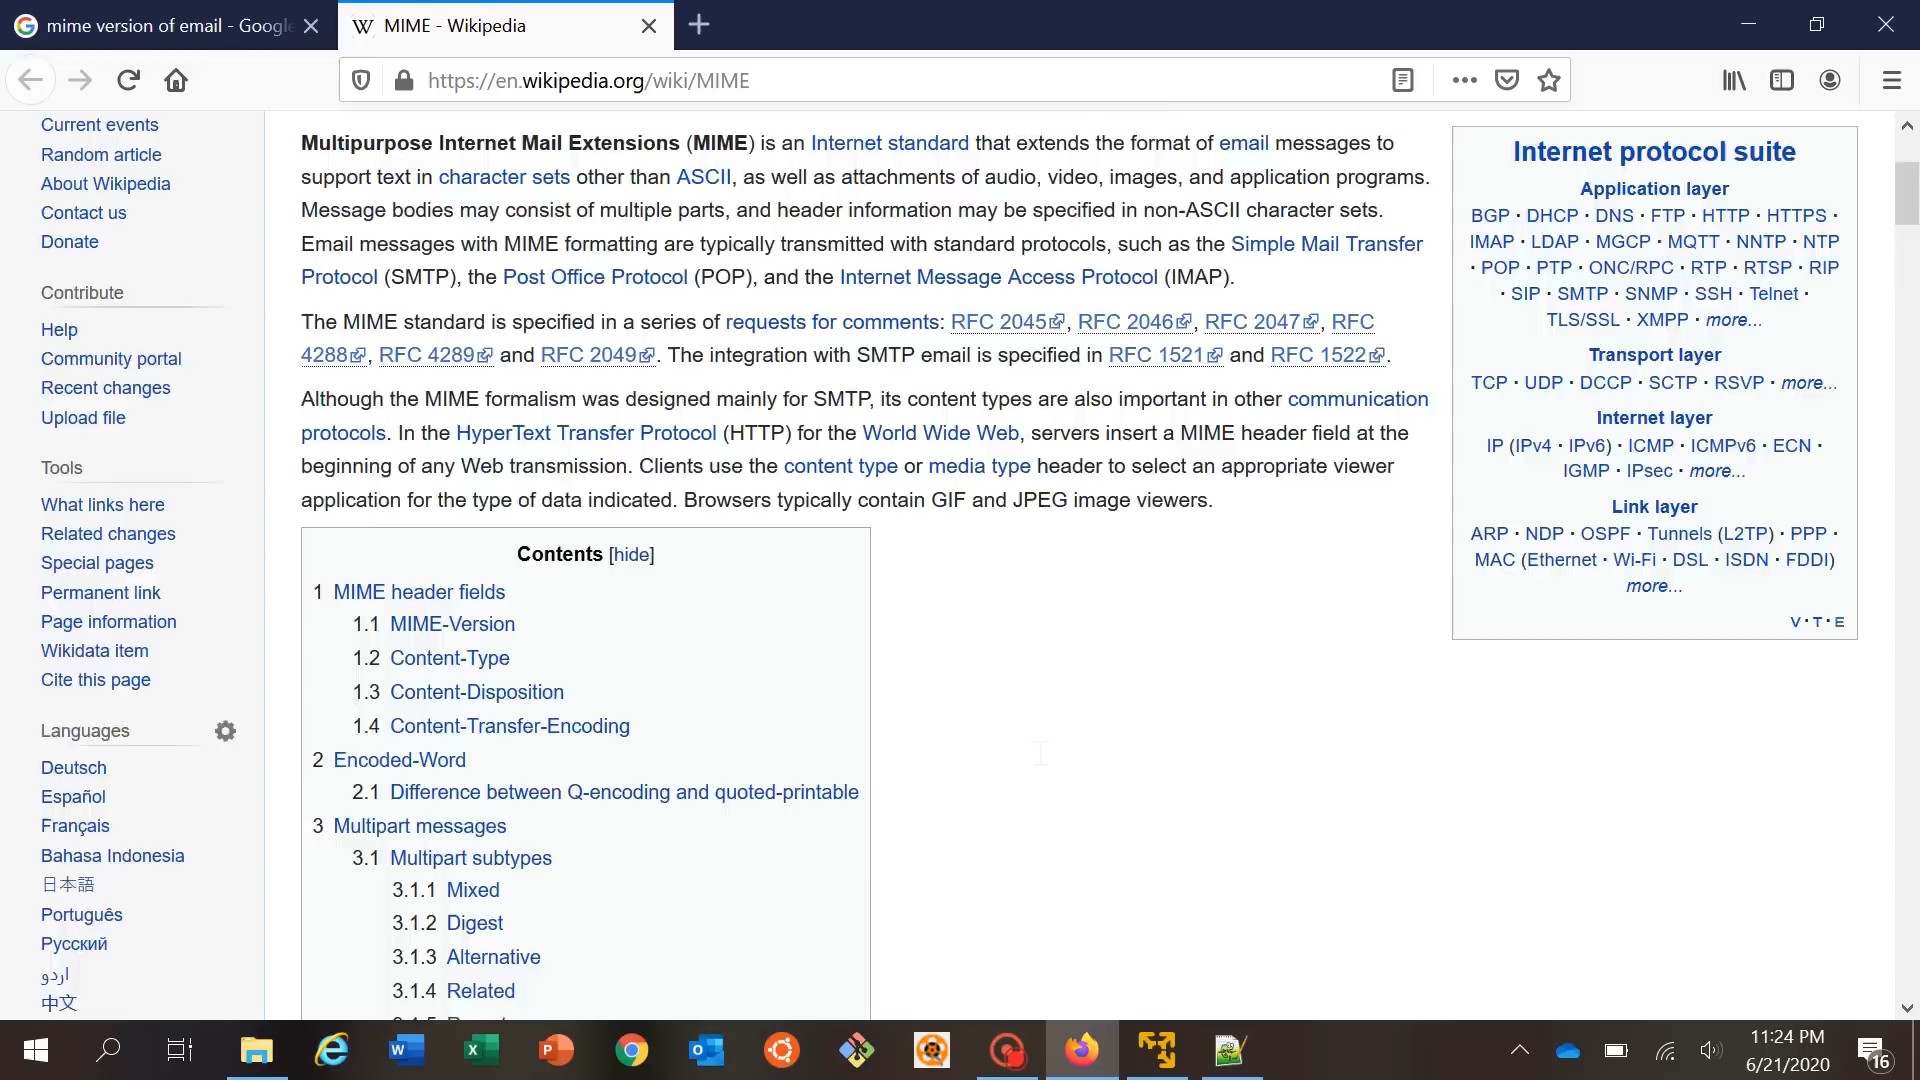 mime version of email - Google
MIME - Wikipedia
https://en.wikipedia.org/wiki/MIME
Current events
Random article
About Wikipedia
Contact us
Donate
Contribute
Help
Community portal
Recent changes
Upload file
Tools
What links here
Related changes
Special pages
Permanent link
Page information
Wikidata item
Cite this page
Languages
Deutsch
Español
Français
Bahasa Indonesia
日本語
Português
Русский
اردو
中文
Multipurpose Internet Mail Extensions (MIME) is an Internet standard that extends the format of email messages to
support text in character sets other than ASCII, as well as attachments of audio, video, images, and application programs.
Message bodies may consist of multiple parts, and header information may be specified in non-ASCII character sets.
Email messages with MIME formatting are typically transmitted with standard protocols, such as the Simple Mail Transfer
Protocol (SMTP), the Post Office Protocol (POP), and the Internet Message Access Protocol (IMAP).
The MIME standard is specified in a series of requests for comments: RFC 2045, RFC 2046, RFC 2047, RFC
4288, RFC 4289 and RFC 2049. The integration with SMTP email is specified in RFC 1521 and RFC 1522.
Although the MIME formalism was designed mainly for SMTP, its content types are also important in other communication
protocols. In the HyperText Transfer Protocol (HTTP) for the World Wide Web, servers insert a MIME header field at the
beginning of any Web transmission. Clients use the content type or media type header to select an appropriate viewer
application for the type of data indicated. Browsers typically contain GIF and JPEG image viewers.
Contents [hide]
1 MIME header fields
1.1 MIME-Version
1.2 Content-Type
1.3 Content-Disposition
1.4 Content-Transfer-Encoding
2 Encoded-Word
2.1 Difference between Q-encoding and quoted-printable
3 Multipart messages
3.1 Multipart subtypes
3.1.1 Mixed
3.1.2 Digest
3.1.3 Alternative
3.1.4 Related
Internet protocol suite
Application layer
BGP · DHCP · DNS · FTP · HTTP · HTTPS ·
IMAP · LDAP · MGCP · MQTT · NNTP · NTP
· POP · PTP · ONC/RPC · RTP · RTSP · RIP
· SIP · SMTP · SNMP · SSH · Telnet ·
TLS/SSL · XMPP · more...
Transport layer
TCP · UDP · DCCP · SCTP · RSVP · more...
Internet layer
IP (IPv4 · IPv6) · ICMP · ICMPv6 · ECN ·
IGMP · IPsec · more...
Link layer
ARP · NDP · OSPF · Tunnels (L2TP) · PPP ·
MAC (Ethernet · Wi-Fi · DSL · ISDN · FDDI)
more...
V · T · E
11:24 PM
6/21/2020
16